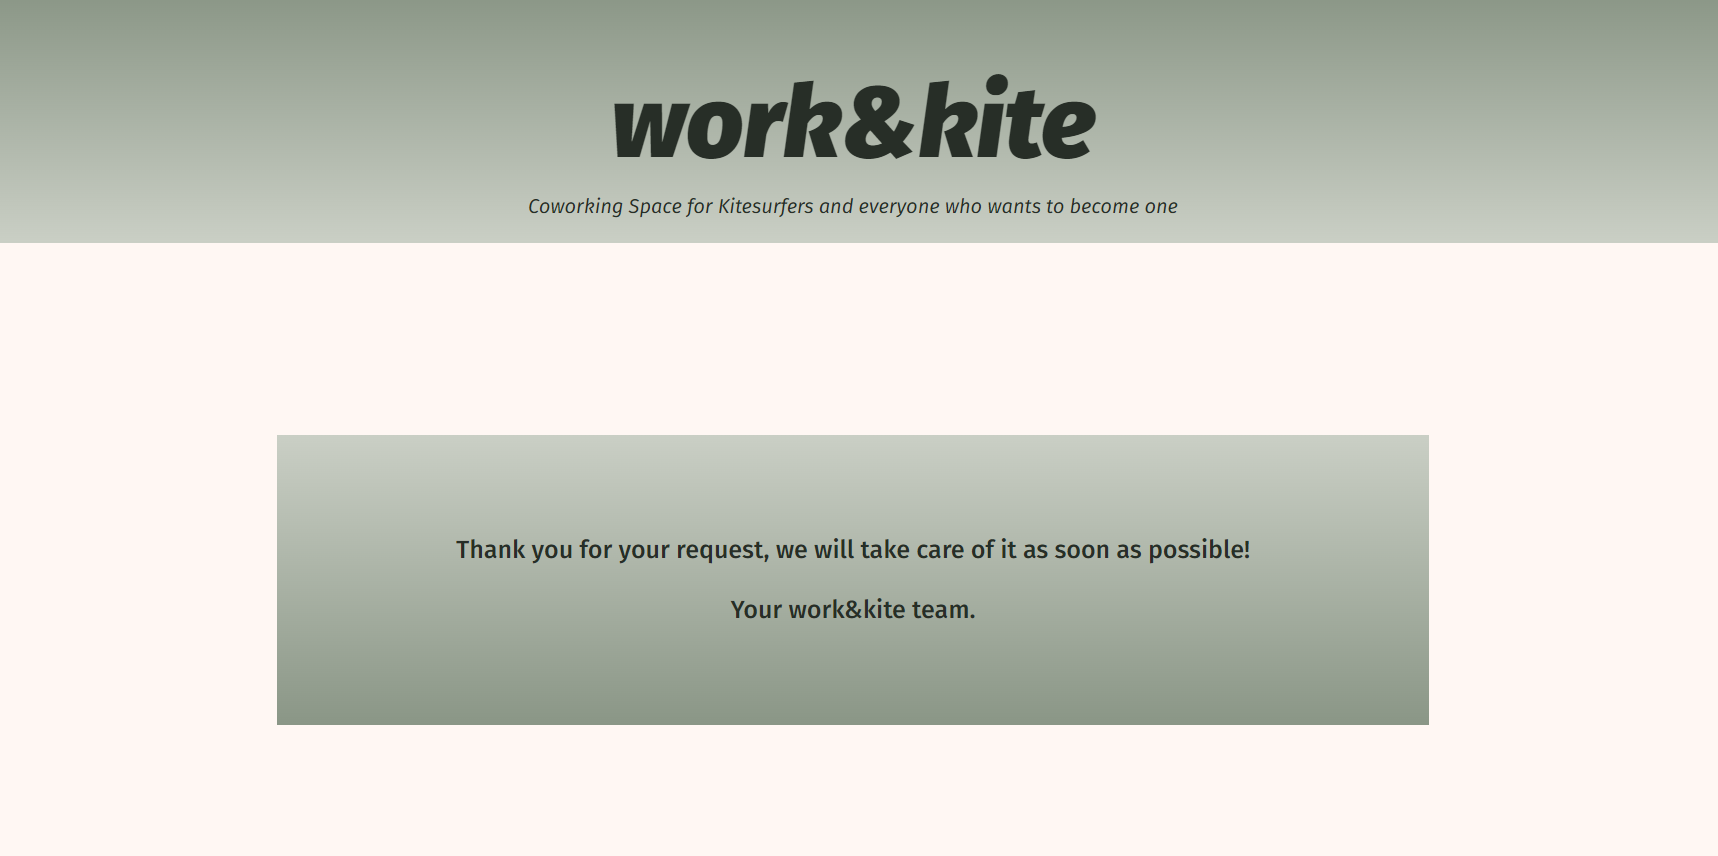 work&kite
Coworking Space for Kitesurfers and everyone who wants to become one
Thank you for your request, we will take care of it as soon as possible!
Your work&kite team.